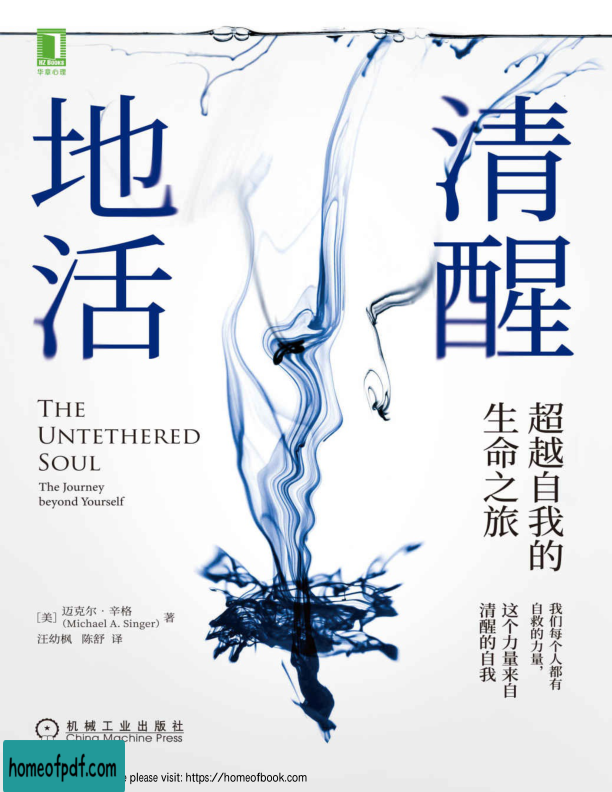 HZ BOOKS
华章心理
清醒
地活
THE
UNTETHERED
SOUL
The Journey
beyond Yourself
超越自我的
生命之旅
[美] 迈克尔·辛格
(Michael A. Singer) 著
汪幼枫 陈舒 译
我们每个人都有
自救的力量，
这个力量来自
清醒的自我
机械工业出版社
China Machine Press
homeofpdf.com
please visit: https://homeofbook.com